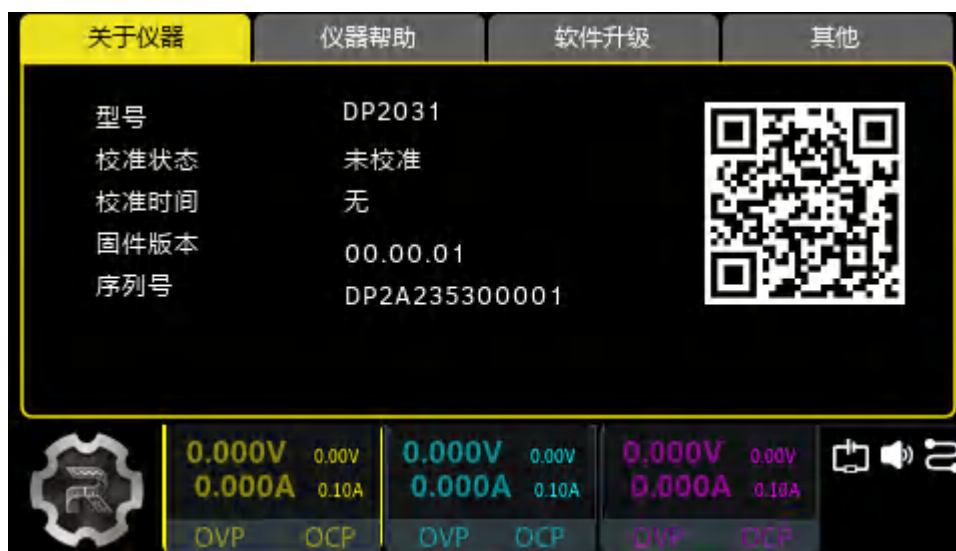 关于仪器 仪器帮助 软件升级 其他
型号 DP2031
校准状态 未校准
校准时间 无
固件版本 00.00.01
序列号 DP2A235300001
0.000V 0.00V 0.000V 0.00V 0.000V 0.00V
0.000A 0.10A 0.000A 0.10A 0.000A 0.10A
OVP OCP OVP OCP OVP OCP